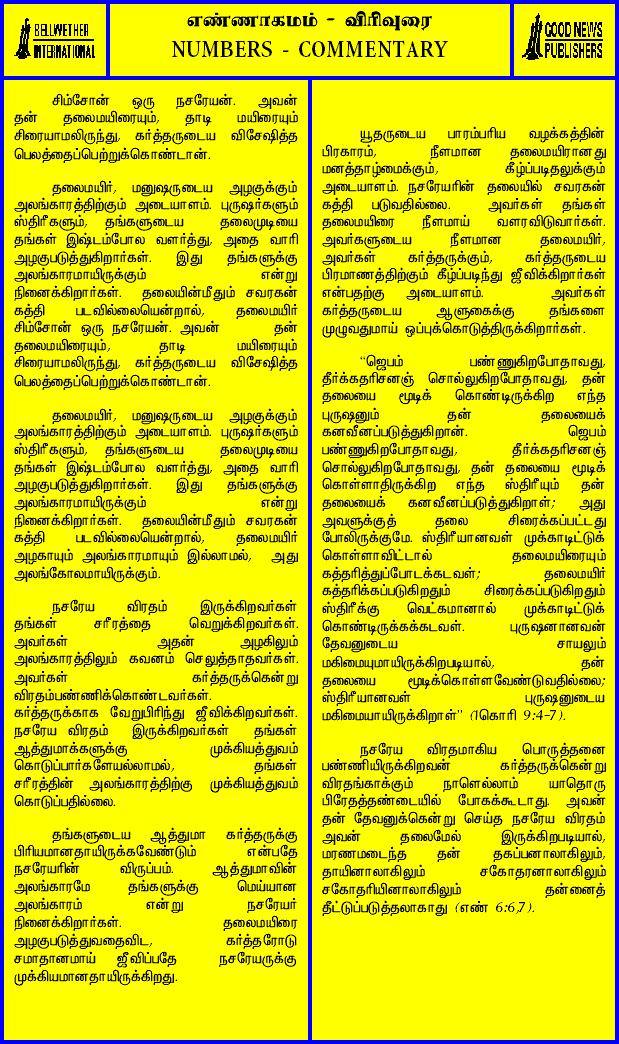 BELLWETHER
INTERNATIONAL
எண்ணாகமம் - விரிவுரை
NUMBERS - COMMENTARY
GOOD NEWS
PUBLISHERS
சிம்சோன் ஒரு நசரேயன். அவன்
தன் தலைமயிரையும், தாடி மயிரையும்
சிரையாமலிருந்து, கர்த்தருடைய விசேஷித்த
பெலத்தைப்பெற்றுக்கொண்டான்.
தலைமயிர், மனுஷருடைய அழகுக்கும்
அலங்காரத்திற்கும் அடையாளம். புருஷர்களும்
ஸ்திரீகளும், தங்களுடைய தலைமுடியை
தங்கள் இஷ்டம்போல வளர்த்து, அதை வாரி
அழகுபடுத்துகிறார்கள். இது தங்களுக்கு
அலங்காரமாயிருக்கும் என்று
நினைக்கிறார்கள். தலையின்மீதும் சவரகன்
கத்தி படவில்லையென்றால், தலைமயிர்
சிம்சோன் ஒரு நசரேயன். அவன் தன்
தலைமயிரையும், தாடி மயிரையும்
சிரையாமலிருந்து, கர்த்தருடைய விசேஷித்த
பெலத்தைப்பெற்றுக்கொண்டான்.
தலைமயிர், மனுஷருடைய அழகுக்கும்
அலங்காரத்திற்கும் அடையாளம். புருஷர்களும்
ஸ்திரீகளும், தங்களுடைய தலைமுடியை
தங்கள் இஷ்டம்போல வளர்த்து, அதை வாரி
அழகுபடுத்துகிறார்கள். இது தங்களுக்கு
அலங்காரமாயிருக்கும் என்று
நினைக்கிறார்கள். தலையின்மீதும் சவரகன்
கத்தி படவில்லையென்றால், தலைமயிர்
அழகாயும் அலங்காரமாயும் இல்லாமல், அது
அலங்கோலமாயிருக்கும்.
நசரேய விரதம் இருக்கிறவர்கள்
தங்கள் சரீரத்தை வெறுக்கிறவர்கள்.
அவர்கள் அதன் அழகிலும்
அலங்காரத்திலும் கவனம் செலுத்தாதவர்கள்.
அவர்கள் கர்த்தருக்கென்று
விரதம்பண்ணிக்கொண்டவர்கள்.
கர்த்தருக்காக வேறுபிரிந்து ஜீவிக்கிறவர்கள்.
நசரேய விரதம் இருக்கிறவர்கள் தங்கள்
ஆத்துமாக்களுக்கு முக்கியத்துவம்
கொடுப்பார்களேயல்லாமல், தங்கள்
சரீரத்தின் அலங்காரத்திற்கு முக்கியத்துவம்
கொடுப்பதில்லை.
தங்களுடைய ஆத்துமா கர்த்தருக்கு
பிரியமானதாயிருக்கவேண்டும் என்பதே
நசரேயரின் விருப்பம். ஆத்துமாவின்
அலங்காரமே தங்களுக்கு மெய்யான
அலங்காரம் என்று நசரேயர்
நினைக்கிறார்கள். தலைமயிரை
அழகுபடுத்துவதைவிட, கர்த்தரோடு
சமாதானமாய் ஜீவிப்பதே நசரேயருக்கு
முக்கியமானதாயிருக்கிறது.
யூதருடைய பாரம்பரிய வழக்கத்தின்
பிரகாரம், நீளமான தலைமயிரானது
மனத்தாழ்மைக்கும், கீழ்ப்படிதலுக்கும்
அடையாளம். நசரேயரின் தலையில் சவரகன்
கத்தி படுவதில்லை. அவர்கள் தங்கள்
தலைமயிரை நீளமாய் வளரவிடுவார்கள்.
அவர்களுடைய நீளமான தலைமயிர்,
அவர்கள் கர்த்தருக்கும், கர்த்தருடைய
பிரமாணத்திற்கும் கீழ்ப்படிந்து ஜீவிக்கிறார்கள்
என்பதற்கு அடையாளம். அவர்கள்
கர்த்தருடைய ஆளுகைக்கு தங்களை
முழுவதுமாய் ஒப்புக்கொடுத்திருக்கிறார்கள்.
“ஜெபம் பண்ணுகிறபோதாவது,
தீர்க்கதரிசனஞ் சொல்லுகிறபோதாவது, தன்
தலையை மூடிக் கொண்டிருக்கிற எந்த
புருஷனும் தன் தலையைக்
கனவீனப்படுத்துகிறான். ஜெபம்
பண்ணுகிறபோதாவது, தீர்க்கதரிசனஞ்
சொல்லுகிறபோதாவது, தன் தலையை மூடிக்
கொள்ளாதிருக்கிற எந்த ஸ்திரீயும் தன்
தலையைக் கனவீனப்படுத்துகிறாள்; அது
அவளுக்குத் தலை சிரைக்கப்பட்டது
போலிருக்குமே. ஸ்திரீயானவள் முக்காடிட்டுக்
கொள்ளாவிட்டால் தலைமயிரையும்
கத்தரித்துப்போடக்கடவள்; தலைமயிர்
கத்தரிக்கப்படுகிறதும் சிரைக்கப்படுகிறதும்
ஸ்திரீக்கு வெட்கமானால் முக்காடிட்டுக்
கொண்டிருக்கக்கடவள். புருஷனானவன்
தேவனுடைய சாயலும்
மகிமையுமாயிருக்கிறபடியால், தன்
தலையை மூடிக்கொள்ளவேண்டுவதில்லை;
ஸ்திரீயானவள் புருஷனுடைய
மகிமையாயிருக்கிறாள்” (1கொரி 9:4-7).
நசரேய விரதமாகிய பொருத்தனை
பண்ணியிருக்கிறவன் கர்த்தருக்கென்று
விரதங்காக்கும் நாளெல்லாம் யாதொரு
பிரேதத்தண்டையில் போகக்கூடாது. அவன்
தன் தேவனுக்கென்று செய்த நசரேய விரதம்
அவன் தலைமேல் இருக்கிறபடியால்,
மரணமடைந்த தன் தகப்பனாலாகிலும்,
தாயினாலாகிலும் சகோதரனாலாகிலும்
சகோதரியினாலாகிலும் தன்னைத்
தீட்டுப்படுத்தலாகாது (எண் 6:6,7).